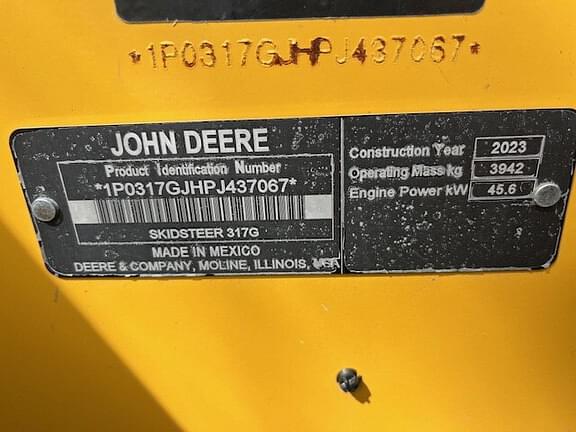 *1P0317GJHPJ437067*
JOHN DEERE
Product Identification Number
*1P0317GJHPJ437067*
SKIDSTEER 317G
MADE IN MEXICO
DEERE & COMPANY, MOLINE, ILLINOIS, USA
Construction Year 2023
Operating Mass kg 3942
Engine Power kW 45.6